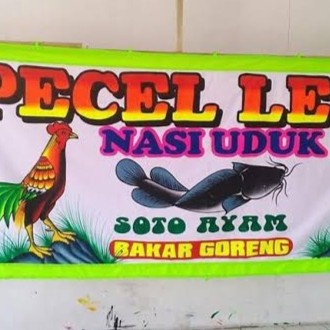 PECEL LE
NASI UDUK
SOTO AYAM
BAKAR GORENG